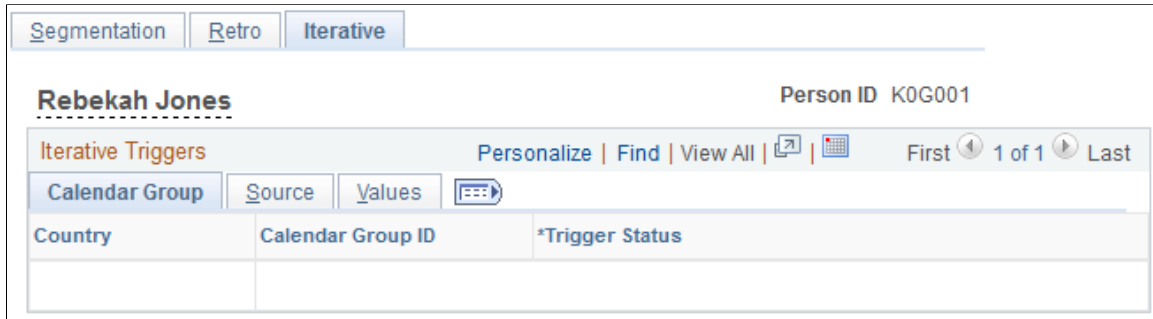 Segmentation Retro Iterative
Rebekah Jones Person ID K0G001
Iterative Triggers Personalize | Find | View All | | First 1 of 1 Last
Calendar Group Source Values
Country Calendar Group ID *Trigger Status